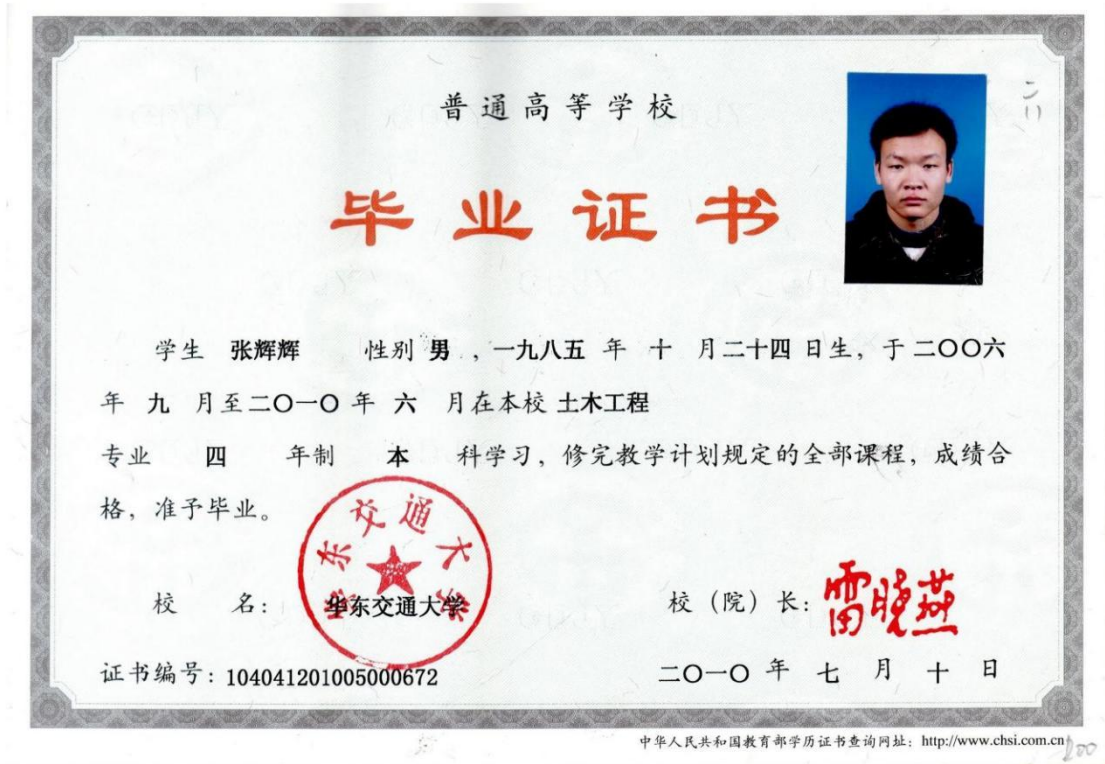 普通高等学校
毕业证书
学生 张辉辉 性别 男 ，一九八五 年 十 月二十四 日生，于 二〇〇六
年 九 月至二〇一〇 年 六 月在本校 土木工程
专业 四 年制 本 科学习，修完教学计划规定的全部课程，成绩合
格，准予毕业。
华东交通大学
校 名： 华东交通大学
校（院）长：雷晓燕
证书编号：104041201005000672
二〇一〇 年 七 月 十 日
中华人民共和国教育部学历证书查询网址：http://www.chsi.com.cn
200